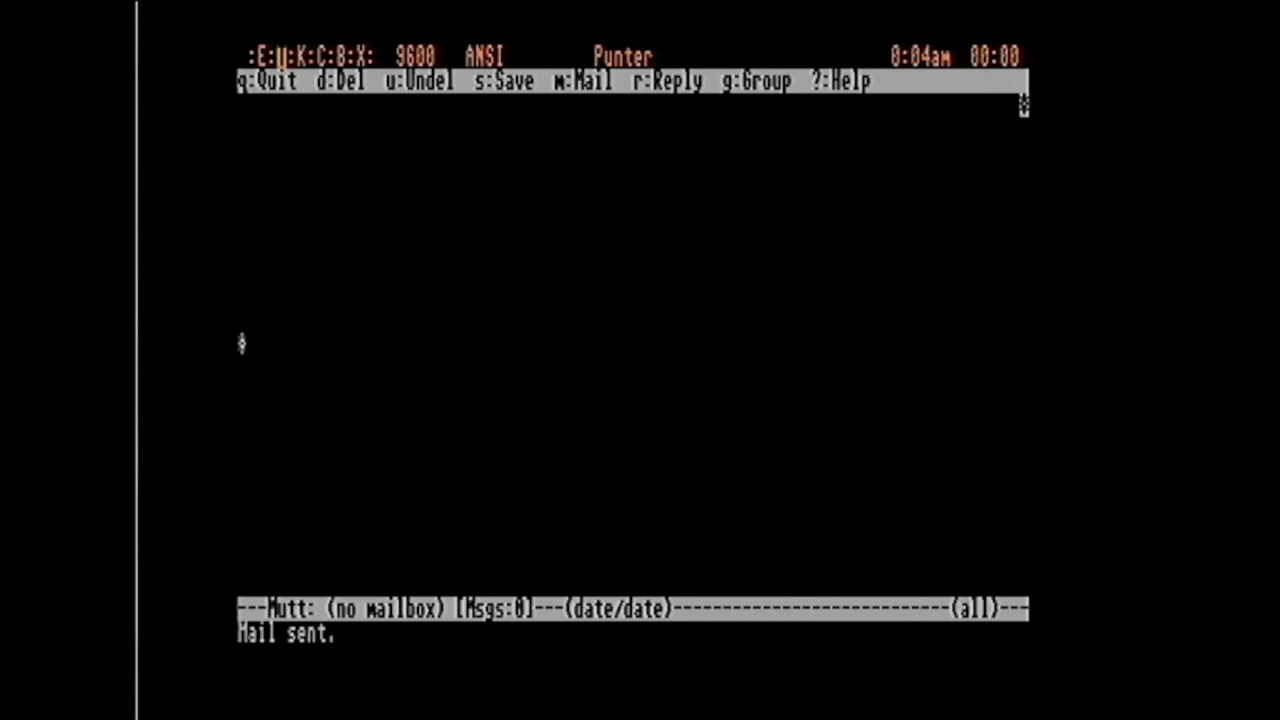 :E:u:K:C:B:X:  9600  ANSI  Punter  0:04am  00:00
q:Quit  d:Del  u:Undel  s:Save  m:Mail  r:Reply  g:Group  ?:Help
---Mutt: (no mailbox) [Msgs:0]---(date/date)----------------------------(all)---
Mail sent.